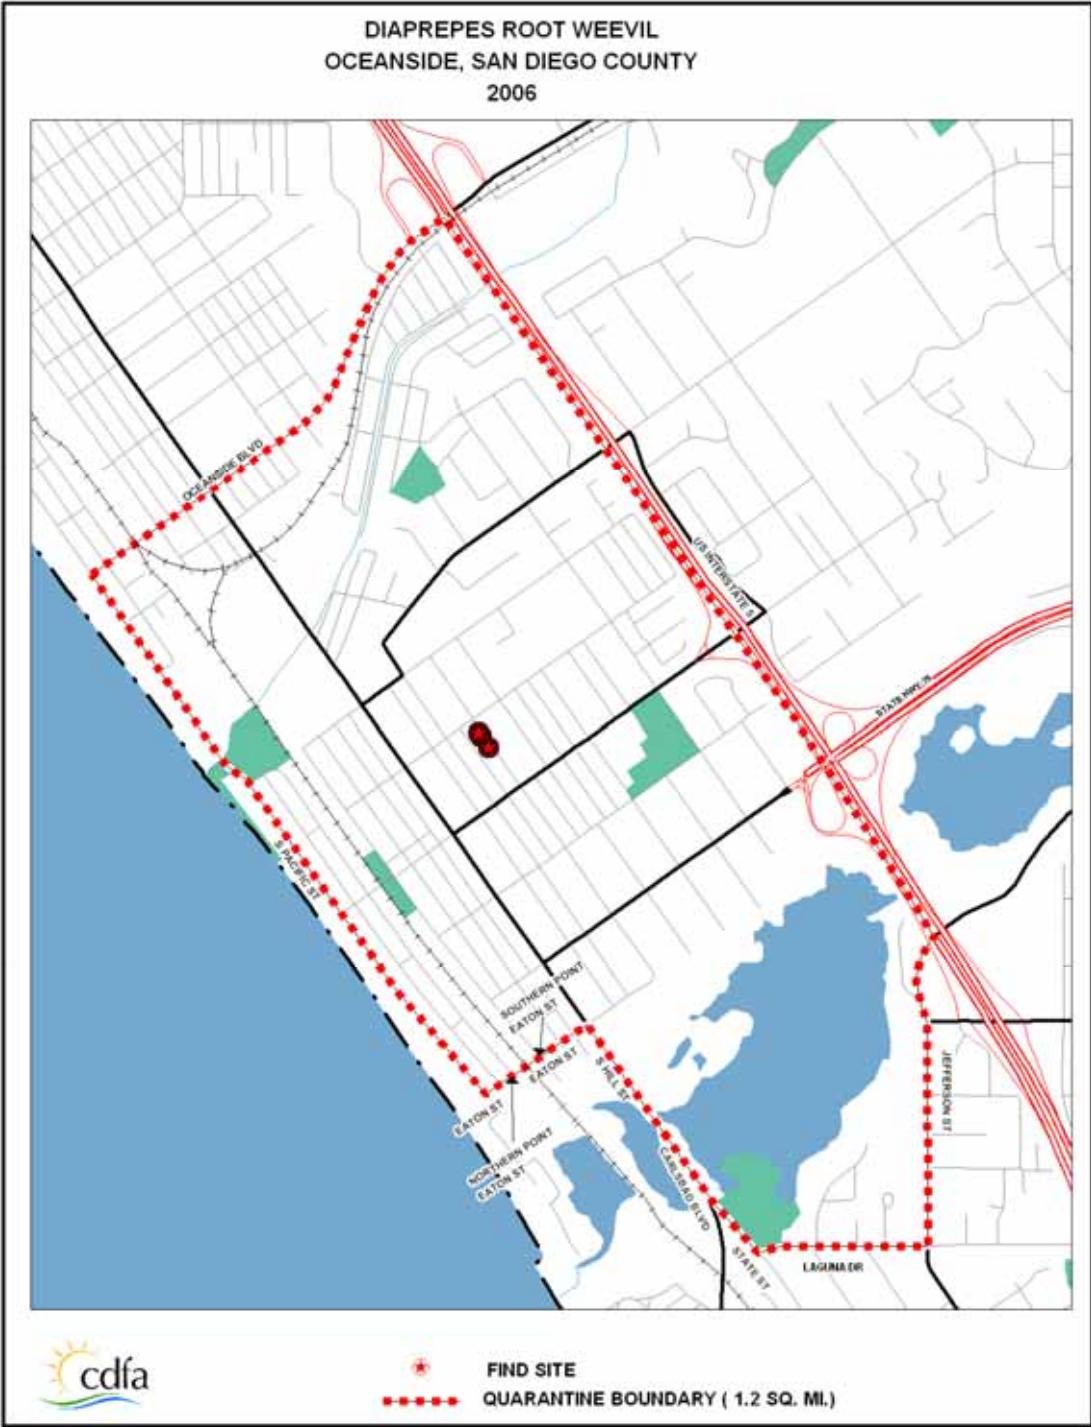 DIAPREPES ROOT WEEVIL
OCEANSIDE, SAN DIEGO COUNTY
2006
OCEANSIDE BLVD
US INTERSTATE 5
STATE HWY 78
S PACIFIC ST
SOUTHERN POINT
EATON ST
EATON ST
EATON ST
NORTHERN POINT
EATON ST
S HILL ST
JEFFERSON ST
CARLSBAD BLVD
STATE ST
LAGUNA DR
cdfa
FIND SITE
QUARANTINE BOUNDARY ( 1.2 SQ. MI.)